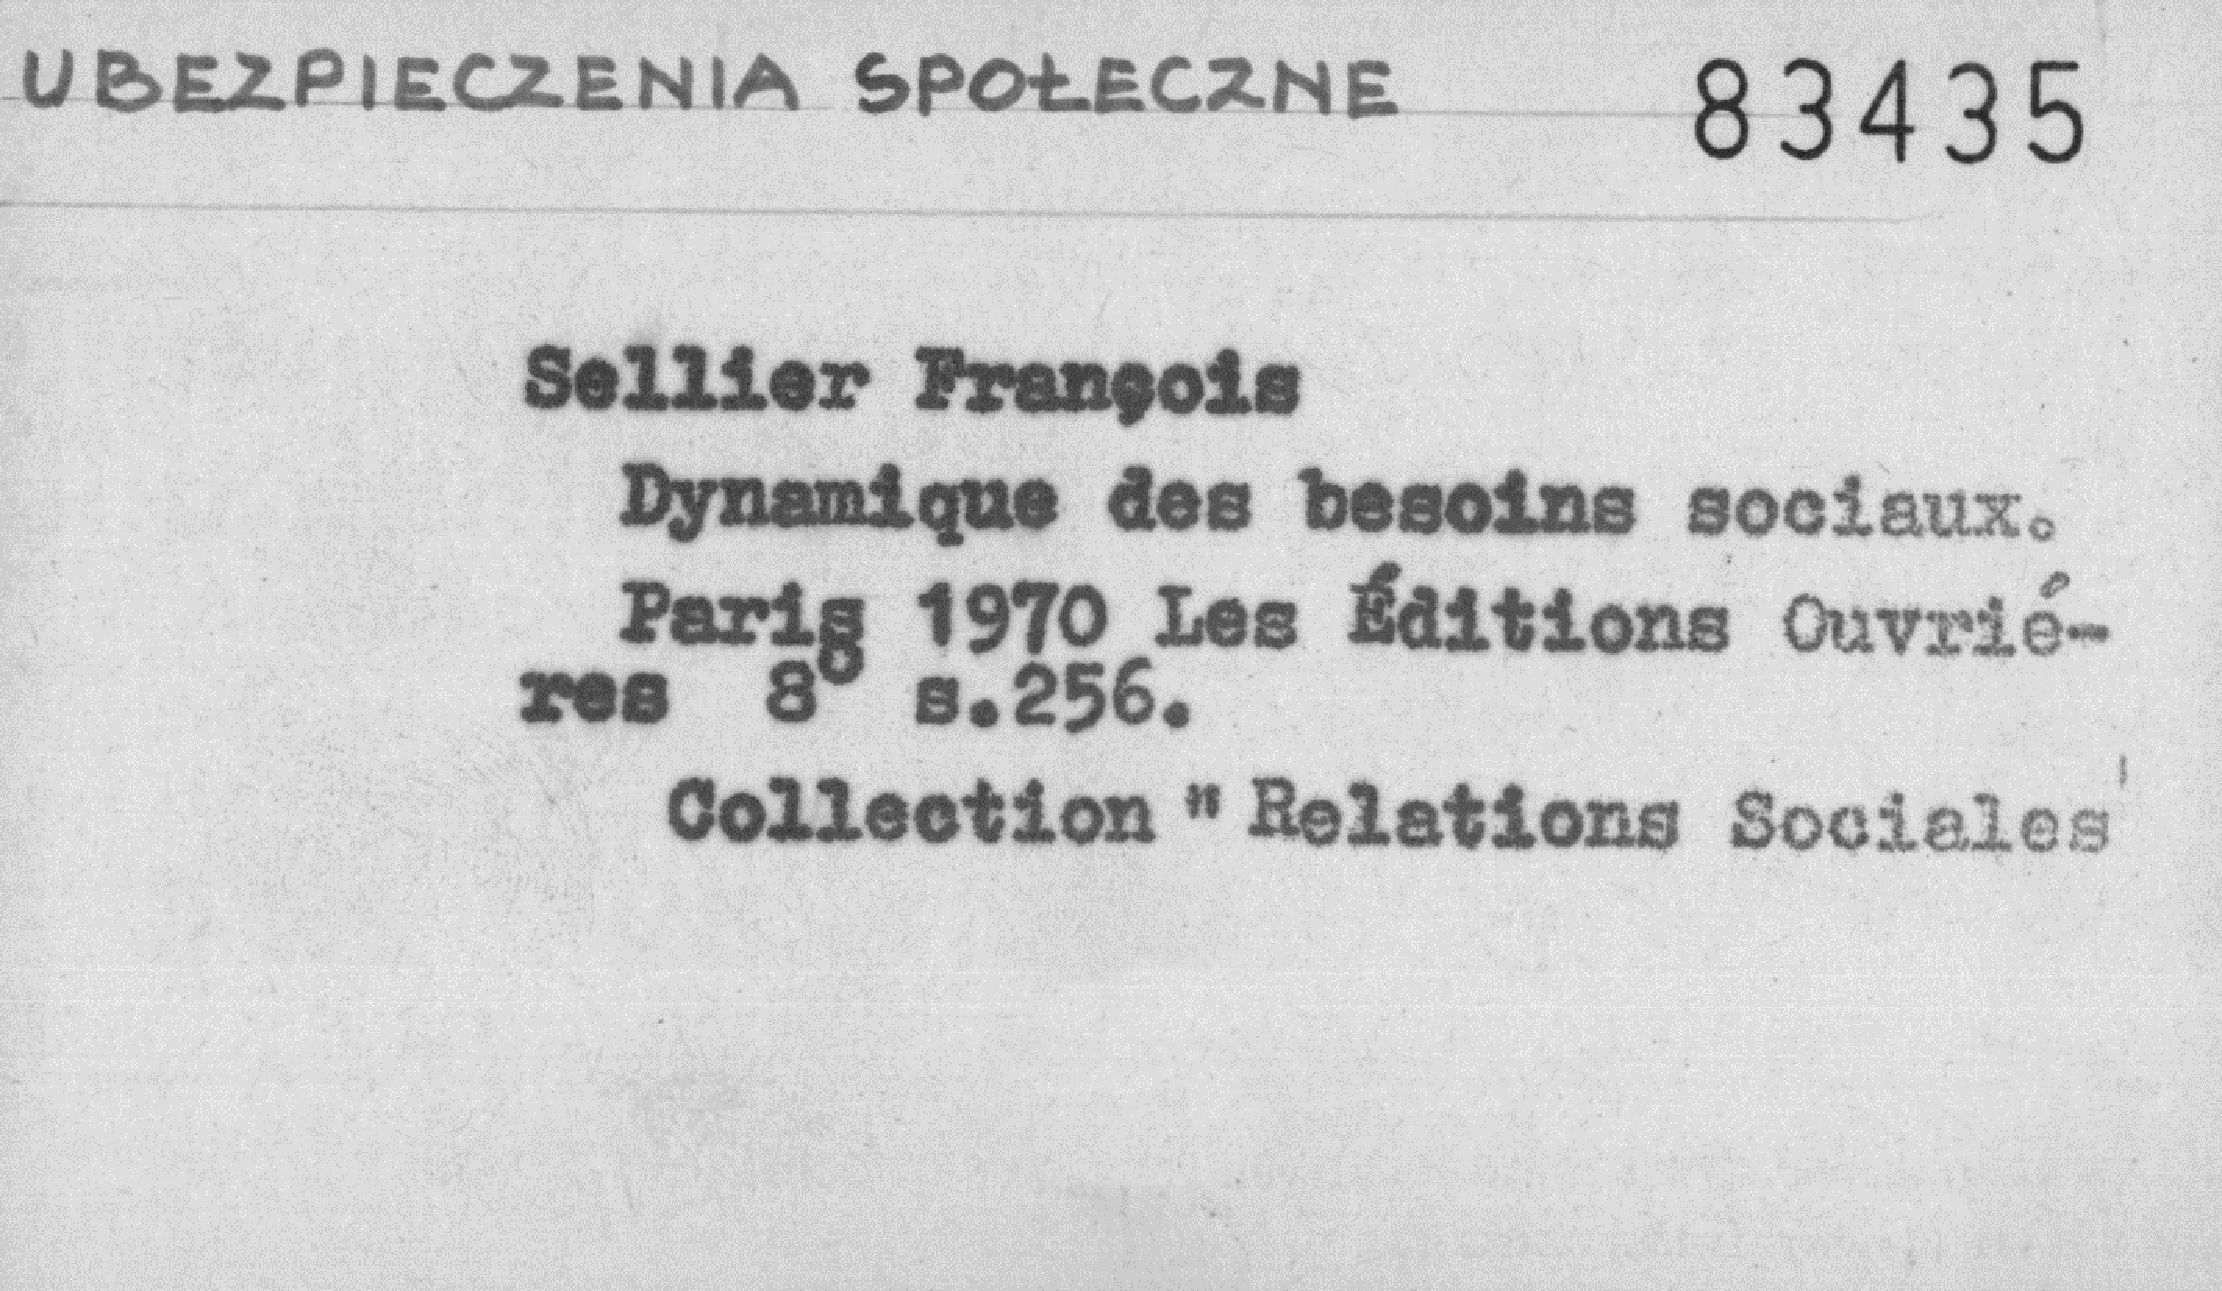 UBEZPIECZENIA SPOŁECZNE 83435
Sellier François
Dynamique des besoins sociaux.
Paris 1970 Les Éditions Ouvrié-
res 8° s.256.
Collection "Relations Sociales'